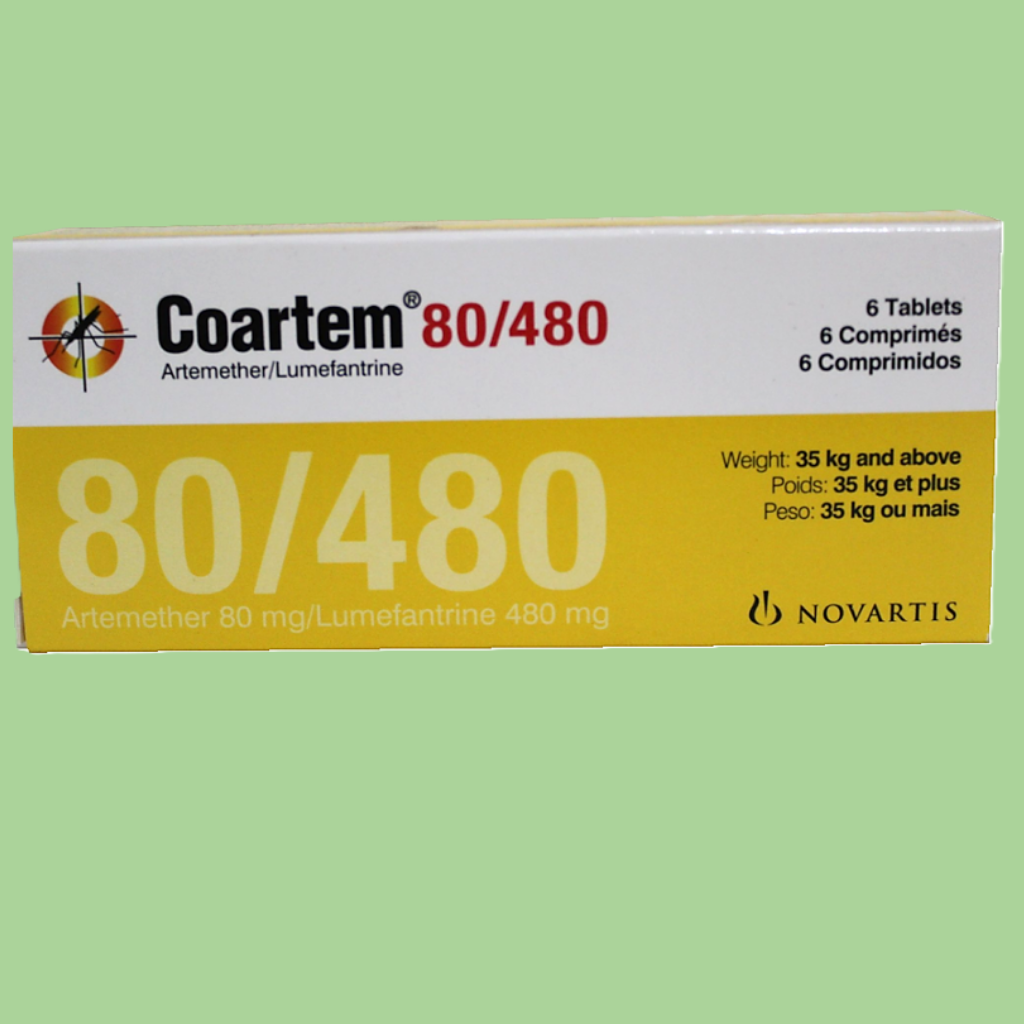 Coartem® 80/480
Artemether/Lumefantrine
6 Tablets
6 Comprimés
6 Comprimidos
80/480
Artemether 80 mg/Lumefantrine 480 mg
Weight: 35 kg and above
Poids: 35 kg et plus
Peso: 35 kg ou mais
NOVARTIS